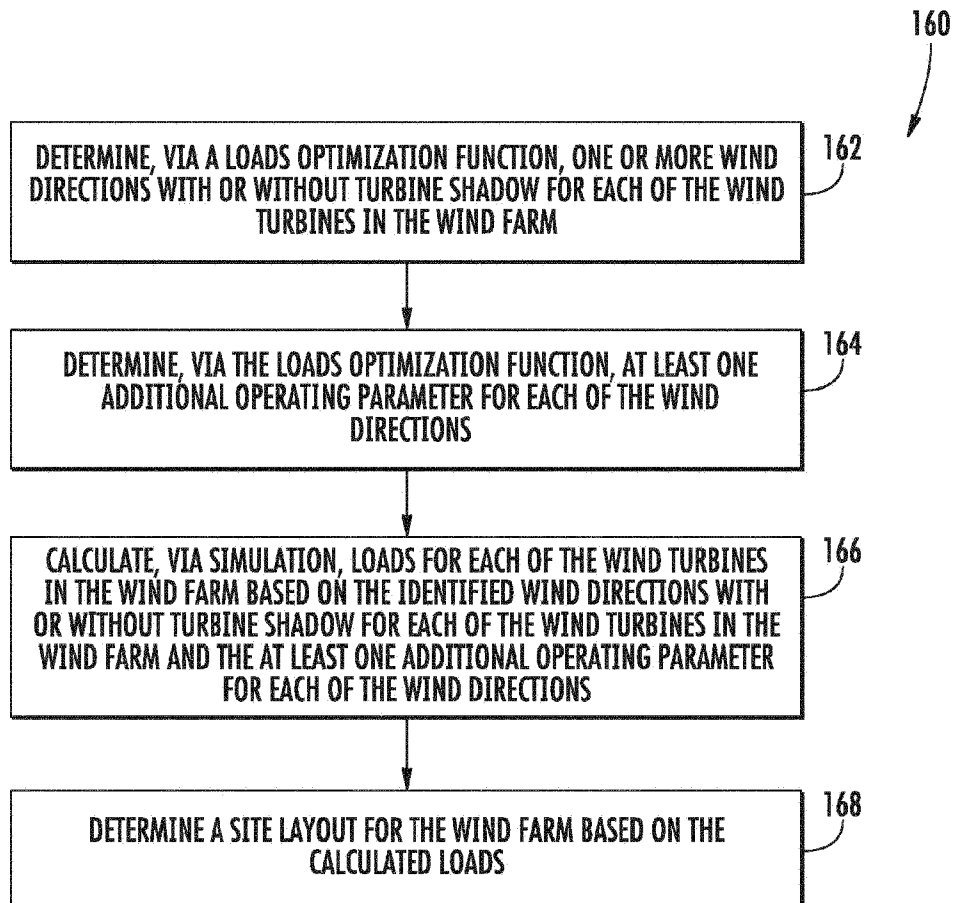 160
DETERMINE, VIA A LOADS OPTIMIZATION FUNCTION, ONE OR MORE WIND
DIRECTIONS WITH OR WITHOUT TURBINE SHADOW FOR EACH OF THE WIND
TURBINES IN THE WIND FARM
162
DETERMINE, VIA THE LOADS OPTIMIZATION FUNCTION, AT LEAST ONE
ADDITIONAL OPERATING PARAMETER FOR EACH OF THE WIND
DIRECTIONS
164
CALCULATE, VIA SIMULATION, LOADS FOR EACH OF THE WIND TURBINES
IN THE WIND FARM BASED ON THE IDENTIFIED WIND DIRECTIONS WITH
OR WITHOUT TURBINE SHADOW FOR EACH OF THE WIND TURBINES IN THE
WIND FARM AND THE AT LEAST ONE ADDITIONAL OPERATING PARAMETER
FOR EACH OF THE WIND DIRECTIONS
166
DETERMINE A SITE LAYOUT FOR THE WIND FARM BASED ON THE
CALCULATED LOADS
168